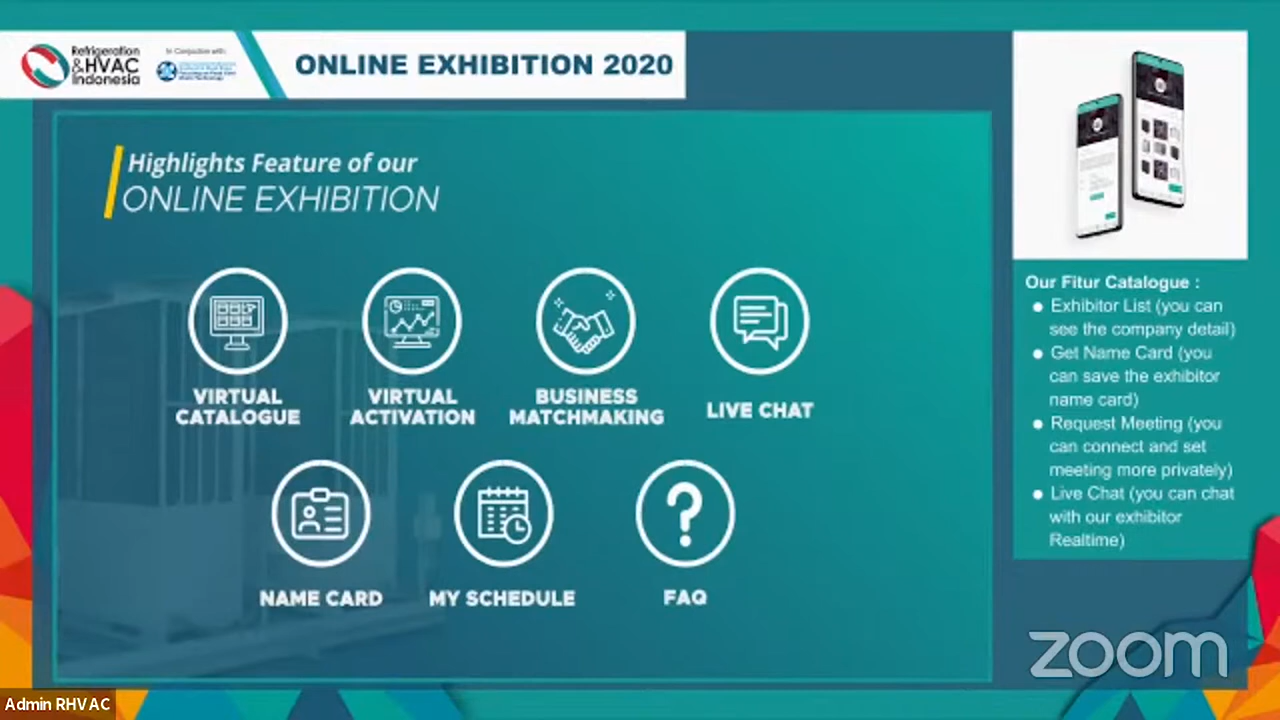 Refrigeration
&HVAC
Indonesia
In Conjunction with:
ONLINE EXHIBITION 2020
Highlights Feature of our
ONLINE EXHIBITION
VIRTUAL
CATALOGUE
VIRTUAL
ACTIVATION
BUSINESS
MATCHMAKING
LIVE CHAT
NAME CARD
MY SCHEDULE
FAQ
Our Fitur Catalogue :
● Exhibitor List (you can
see the company detail)
● Get Name Card (you
can save the exhibitor
name card)
● Request Meeting (you
can connect and set
meeting more privately)
● Live Chat (you can chat
with our exhibitor
Realtime)
zoom
Admin RHVAC